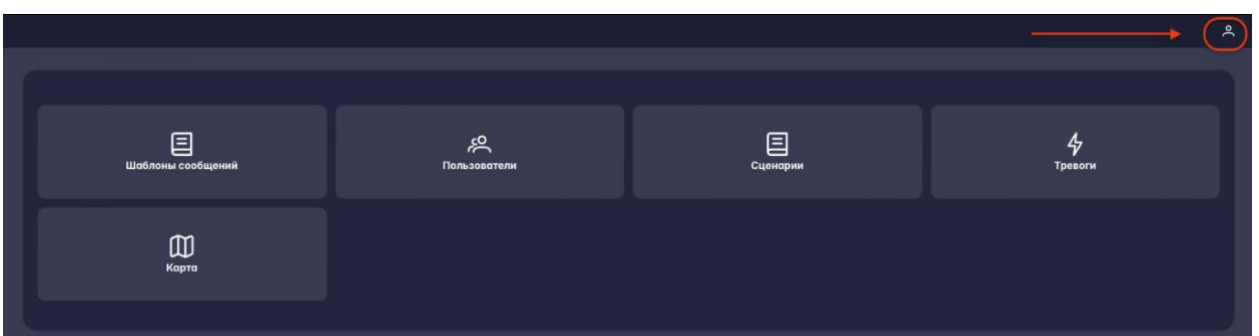 Шаблоны сообщений
Пользователи
Сценарии
Тревоги
Карта